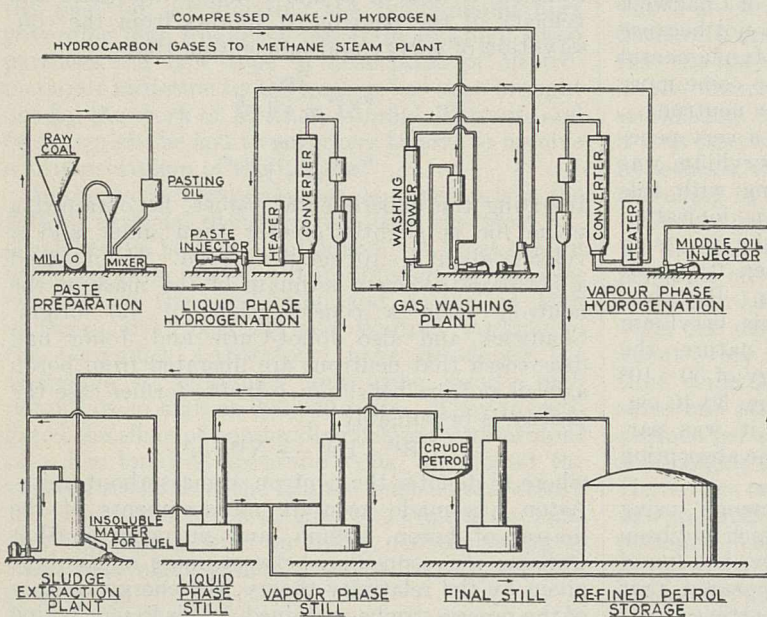 COMPRESSED MAKE-UP HYDROGEN
HYDROCARBON GASES TO METHANE STEAM PLANT
RAW
COAL
PASTING OIL
MILL
MIXER
PASTE
PREPARATION
PASTE
INJECTOR
HEATER
CONVERTER
LIQUID PHASE
HYDROGENATION
WASHING
TOWER
GAS WASHING
PLANT
CONVERTER
HEATER
MIDDLE OIL
INJECTOR
VAPOUR PHASE
HYDROGENATION
INSOLUBLE
MATTER
FOR FUEL
SLUDGE
EXTRACTION
PLANT
LIQUID
PHASE
STILL
VAPOUR PHASE
STILL
CRUDE
PETROL
FINAL STILL
REFINED PETROL
STORAGE